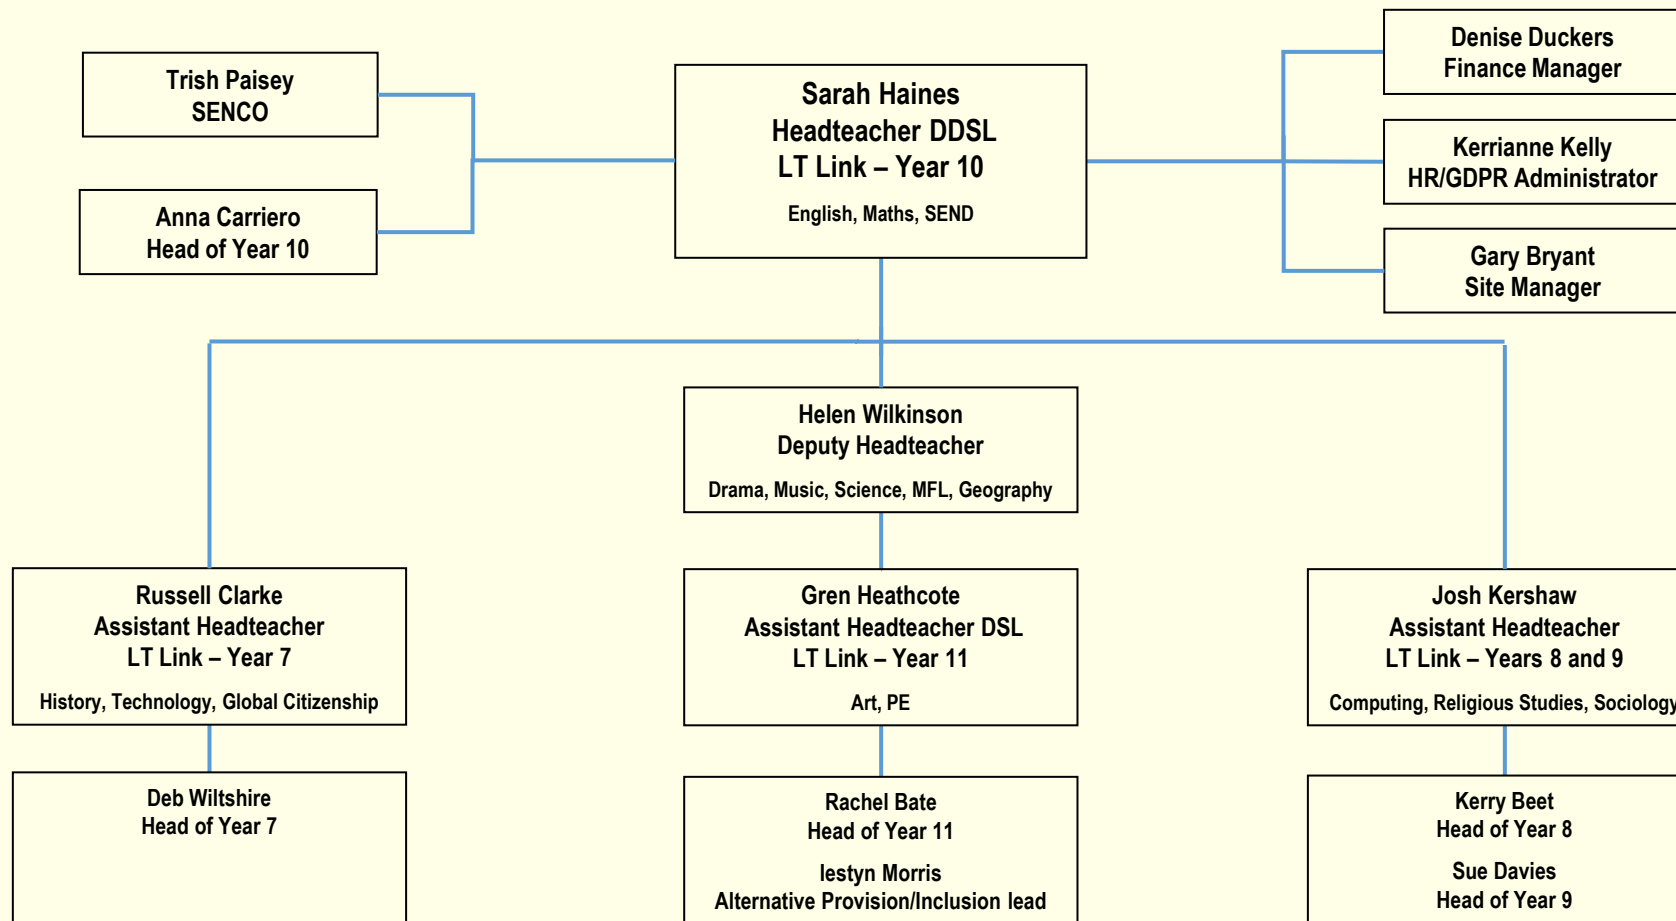 Trish Paisey
SENCO
Anna Carriero
Head of Year 10
Sarah Haines
Headteacher DDSL
LT Link – Year 10
English, Maths, SEND
Denise Duckers
Finance Manager
Kerrianne Kelly
HR/GDPR Administrator
Gary Bryant
Site Manager
Helen Wilkinson
Deputy Headteacher
Drama, Music, Science, MFL, Geography
Russell Clarke
Assistant Headteacher
LT Link – Year 7
History, Technology, Global Citizenship
Gren Heathcote
Assistant Headteacher DSL
LT Link – Year 11
Art, PE
Josh Kershaw
Assistant Headteacher
LT Link – Years 8 and 9
Computing, Religious Studies, Sociology
Deb Wiltshire
Head of Year 7
Rachel Bate
Head of Year 11
Iestyn Morris
Alternative Provision/Inclusion lead
Kerry Beet
Head of Year 8
Sue Davies
Head of Year 9